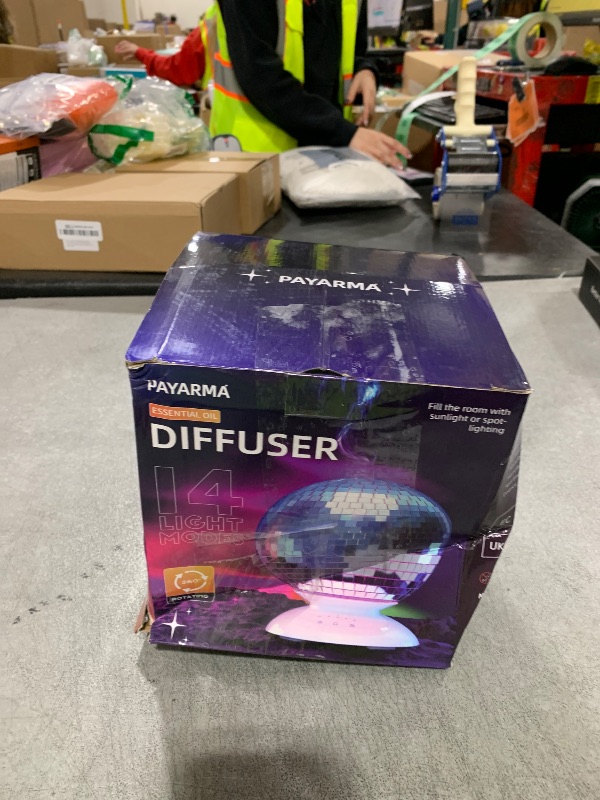 PAYARMA
PAYARMA
ESSENTIAL OIL
DIFFUSER
Fill the room with
sunlight or spot-
lighting
14
LIGHT
MODES
360°
ROTATING
UK